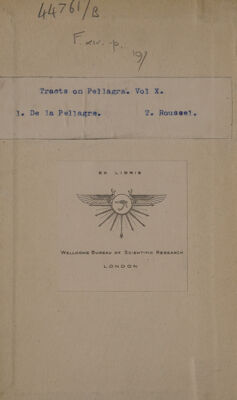 44761/B
F. xiv. p.
19/
Tracts on Pellagra. Vol X.
1. De la Pellagre. T. Roussel.
EX LIBRIS
WELLCOME BUREAU OF SCIENTIFIC RESEARCH
LONDON